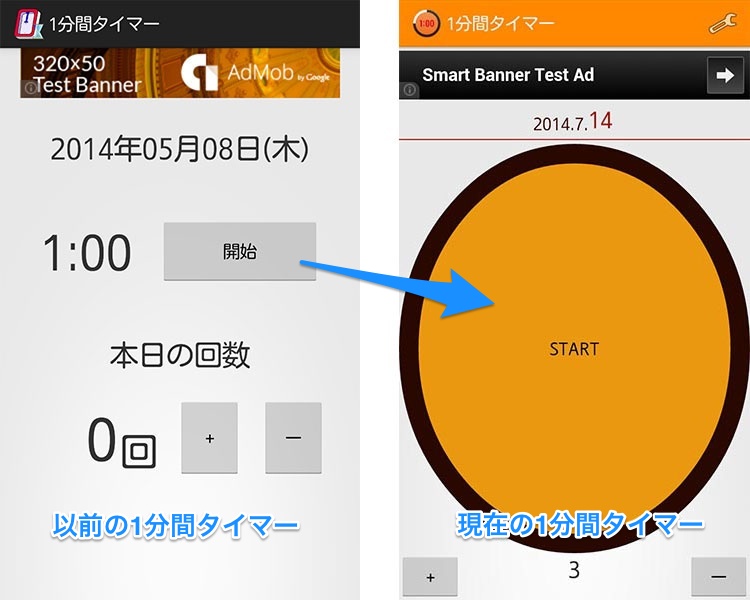 1分間タイマー
320×50
Test Banner
AdMob by Google
2014年05月08日(木)
1:00
開始
本日の回数
0回
+
—
以前の1分間タイマー
1:00
1分間タイマー
Smart Banner Test Ad
2014.7.14
START
+
3
—
現在の1分間タイマー